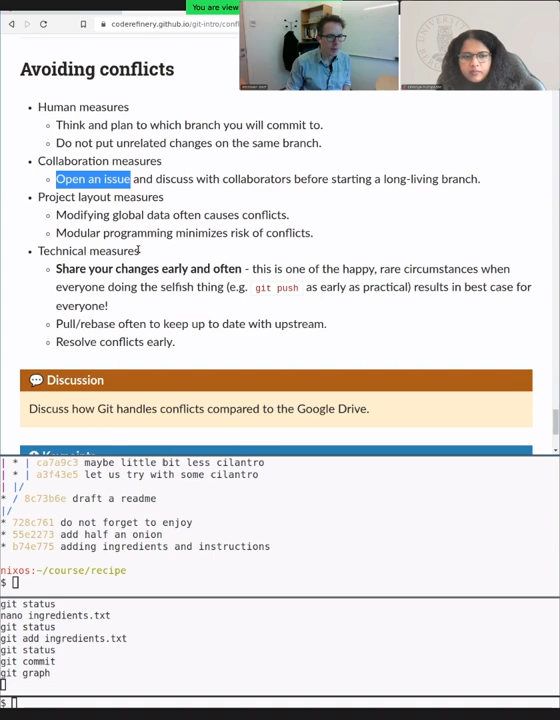 You are view
coderefinery.github.io/git-intro/conf
Avoiding conflicts
• Human measures
◦ Think and plan to which branch you will commit to.
◦ Do not put unrelated changes on the same branch.
• Collaboration measures
◦ Open an issue and discuss with collaborators before starting a long-living branch.
• Project layout measures
◦ Modifying global data often causes conflicts.
◦ Modular programming minimizes risk of conflicts.
• Technical measures
◦ Share your changes early and often - this is one of the happy, rare circumstances when
everyone doing the selfish thing (e.g. git push as early as practical) results in best case for
everyone!
◦ Pull/rebase often to keep up to date with upstream.
◦ Resolve conflicts early.
💬 Discussion
Discuss how Git handles conflicts compared to the Google Drive.
| * | ca7a9c3 maybe little bit less cilantro
| * | a3f43e5 let us try with some cilantro
| |/
* / 8c73b6e draft a readme
|/
* 728c761 do not forget to enjoy
* 55e2273 add half an onion
* b74e775 adding ingredients and instructions
nixos:~/course/recipe
$
git status
nano ingredients.txt
git status
git add ingredients.txt
git status
git commit
git graph
$